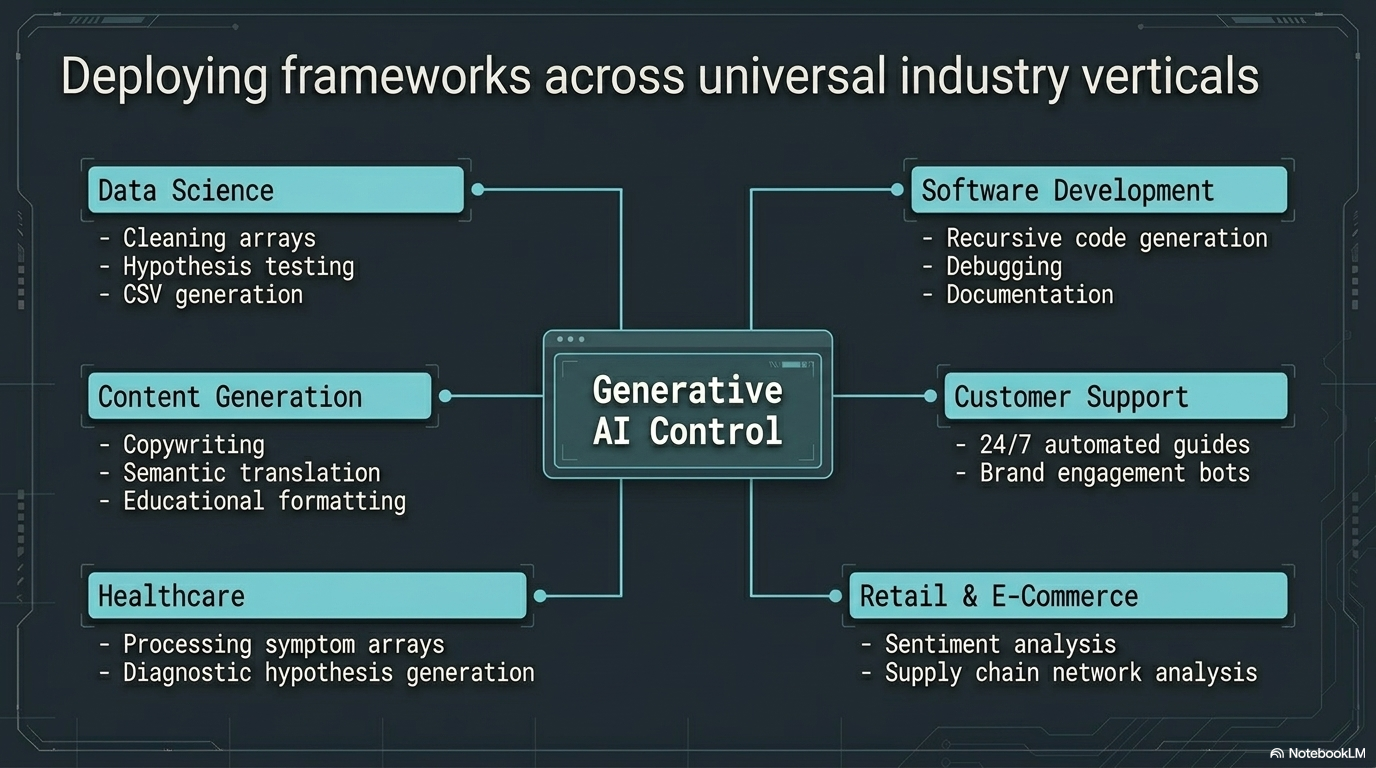 Deploying frameworks across universal industry verticals
Data Science
- Cleaning arrays
- Hypothesis testing
- CSV generation
Content Generation
- Copywriting
- Semantic translation
- Educational formatting
Healthcare
- Processing symptom arrays
- Diagnostic hypothesis generation
Generative
AI Control
Software Development
- Recursive code generation
- Debugging
- Documentation
Customer Support
- 24/7 automated guides
- Brand engagement bots
Retail & E-Commerce
- Sentiment analysis
- Supply chain network analysis
NotebookLM